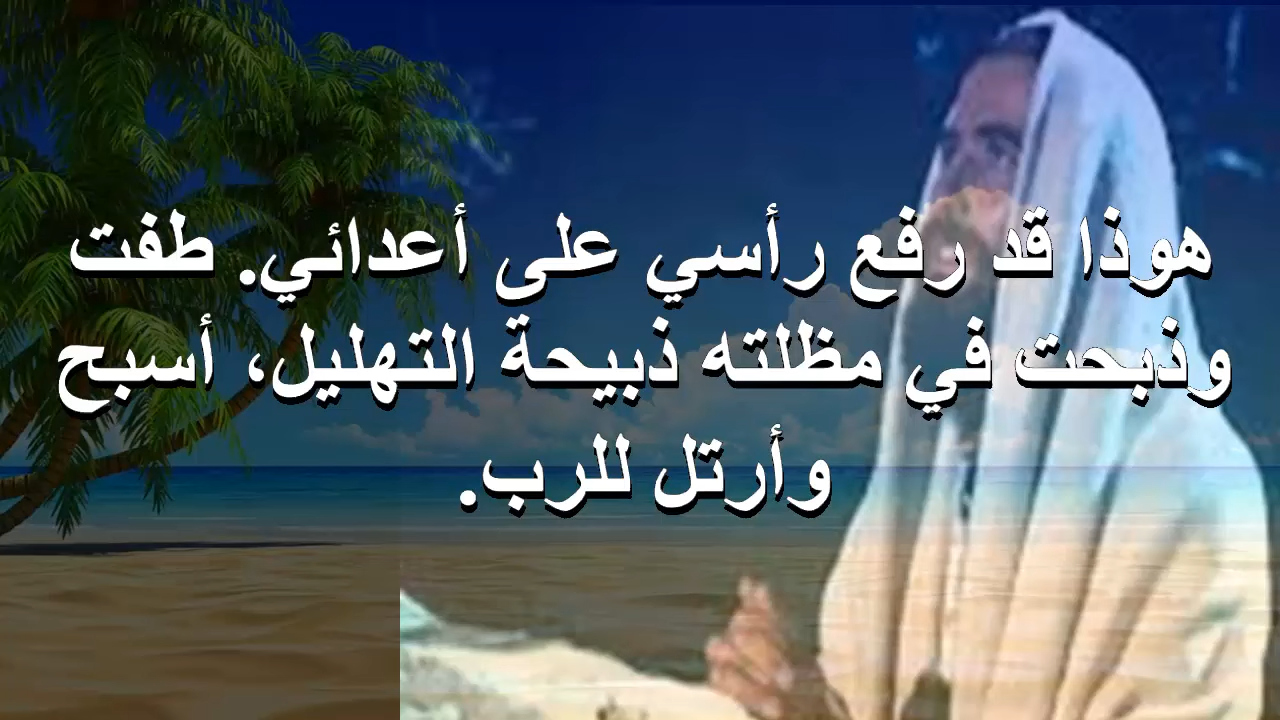 هوذا قد رفع رأسي على أعدائي. طفت
وذبحت في مظلته ذبيحة التهليل، أسبح
وأرتل للرب.